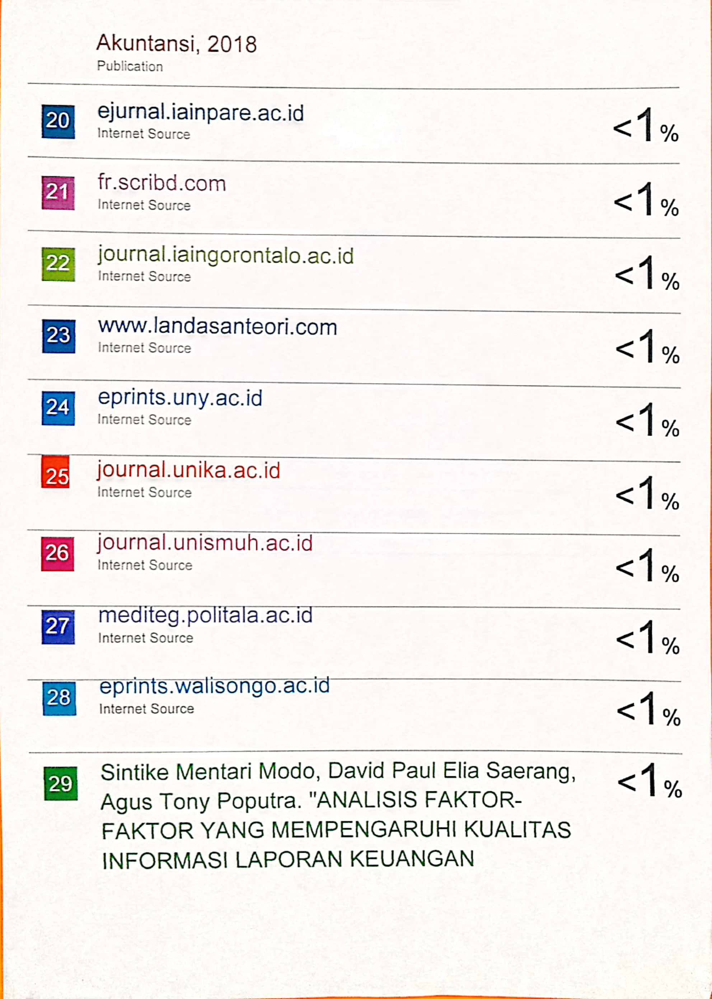 Akuntansi, 2018
Publication
20 ejurnal.iainpare.ac.id <1%
Internet Source
21 fr.scribd.com <1%
Internet Source
22 journal.iaingorontalo.ac.id <1%
Internet Source
23 www.landasanteori.com <1%
Internet Source
24 eprints.uny.ac.id <1%
Internet Source
25 journal.unika.ac.id <1%
Internet Source
26 journal.unismuh.ac.id <1%
Internet Source
27 mediteg.politala.ac.id <1%
Internet Source
28 eprints.walisongo.ac.id <1%
Internet Source
29 Sintike Mentari Modo, David Paul Elia Saerang, <1%
Agus Tony Poputra. "ANALISIS FAKTOR-
FAKTOR YANG MEMPENGARUHI KUALITAS
INFORMASI LAPORAN KEUANGAN